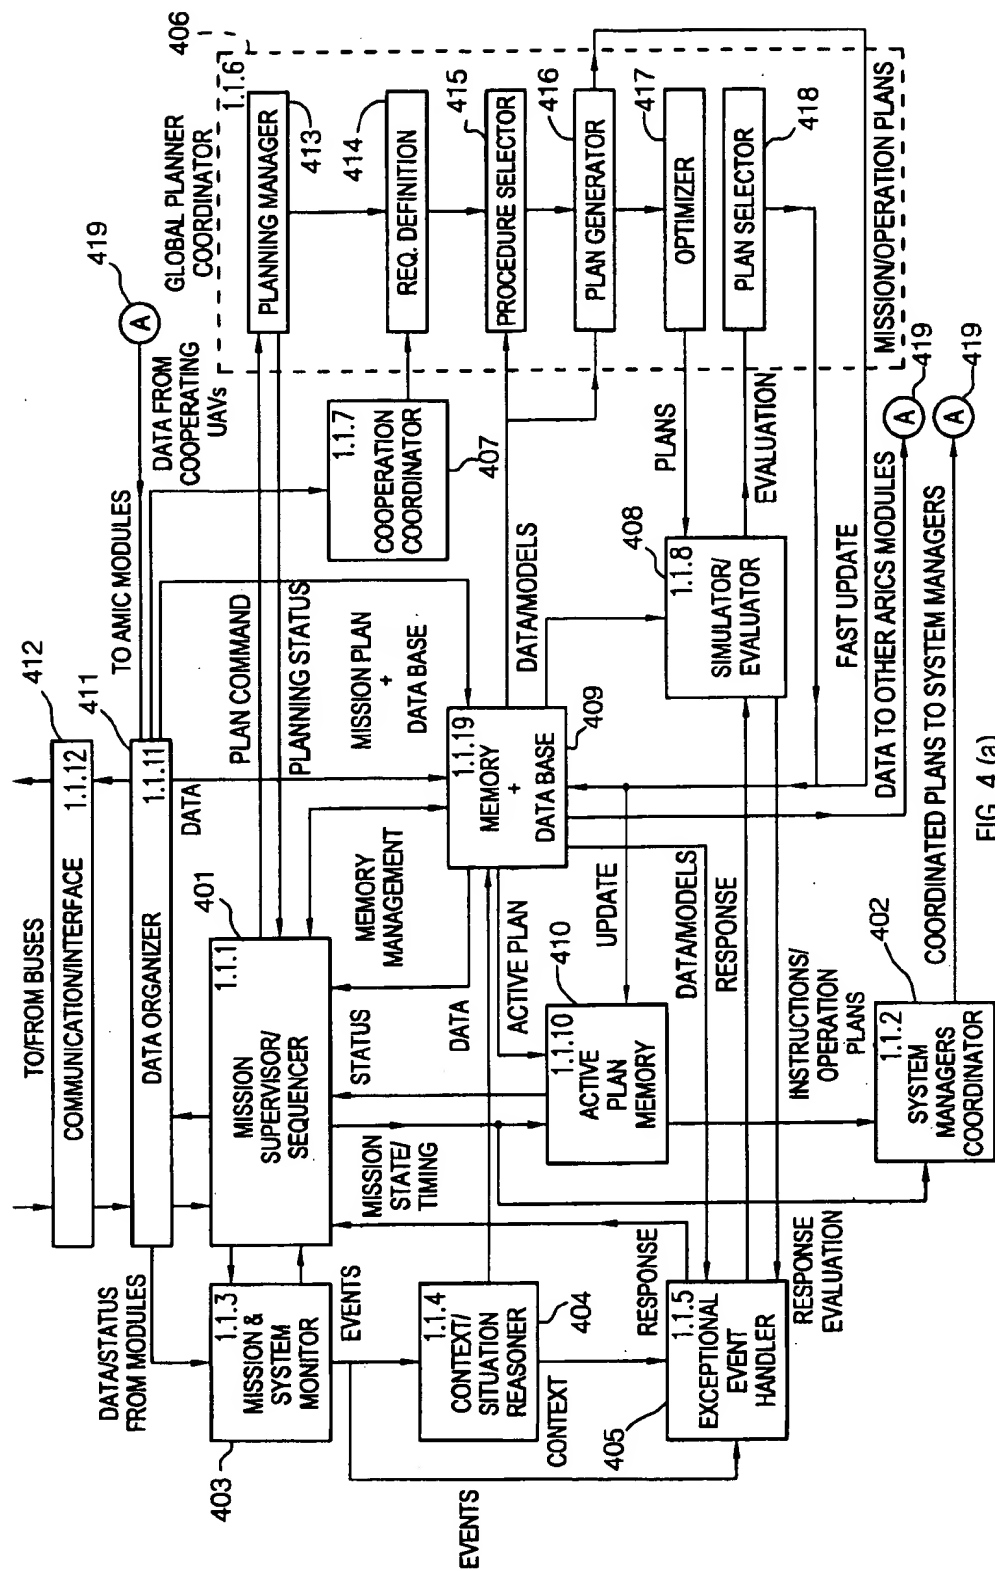 TO/FROM BUSES
412
COMMUNICATION/INTERFACE
1.1.12
411
DATA ORGANIZER
1.1.11
TO AMIC MODULES
DATA FROM
COOPERATING
UAVs
A
419
GLOBAL PLANNER
COORDINATOR
406
1.1.6
DATA/STATUS
FROM MODULES
DATA
401
PLAN COMMAND
PLANNING STATUS
PLANNING MANAGER
413
403
1.1.3
MISSION &
SYSTEM
MONITOR
1.1.1
MISSION
SUPERVISOR/
SEQUENCER
MEMORY
MANAGEMENT
MISSION PLAN
+
DATA BASE
1.1.7
COOPERATION
COORDINATOR
407
REQ. DEFINITION
414
EVENTS
EVENTS
MISSION
STATE/
TIMING
STATUS
DATA
1.1.4
CONTEXT/
SITUATION
REASONER
404
CONTEXT
1.1.19
MEMORY
+
DATA BASE
409
DATA/MODELS
PROCEDURE SELECTOR
415
ACTIVE PLAN
410
1.1.10
ACTIVE
PLAN
MEMORY
UPDATE
PLAN GENERATOR
416
RESPONSE
DATA/MODELS
RESPONSE
405
1.1.5
EXCEPTIONAL
EVENT
HANDLER
408
1.1.8
SIMULATOR/
EVALUATOR
PLANS
OPTIMIZER
417
EVALUATION
PLAN SELECTOR
418
RESPONSE
EVALUATION
INSTRUCTIONS/
OPERATION
PLANS
FAST UPDATE
MISSION/OPERATION PLANS
402
1.1.2
SYSTEM
MANAGERS
COORDINATOR
DATA TO OTHER ARICS MODULES
A
419
COORDINATED PLANS TO SYSTEM MANAGERS
A
419
FIG. 4 (a)